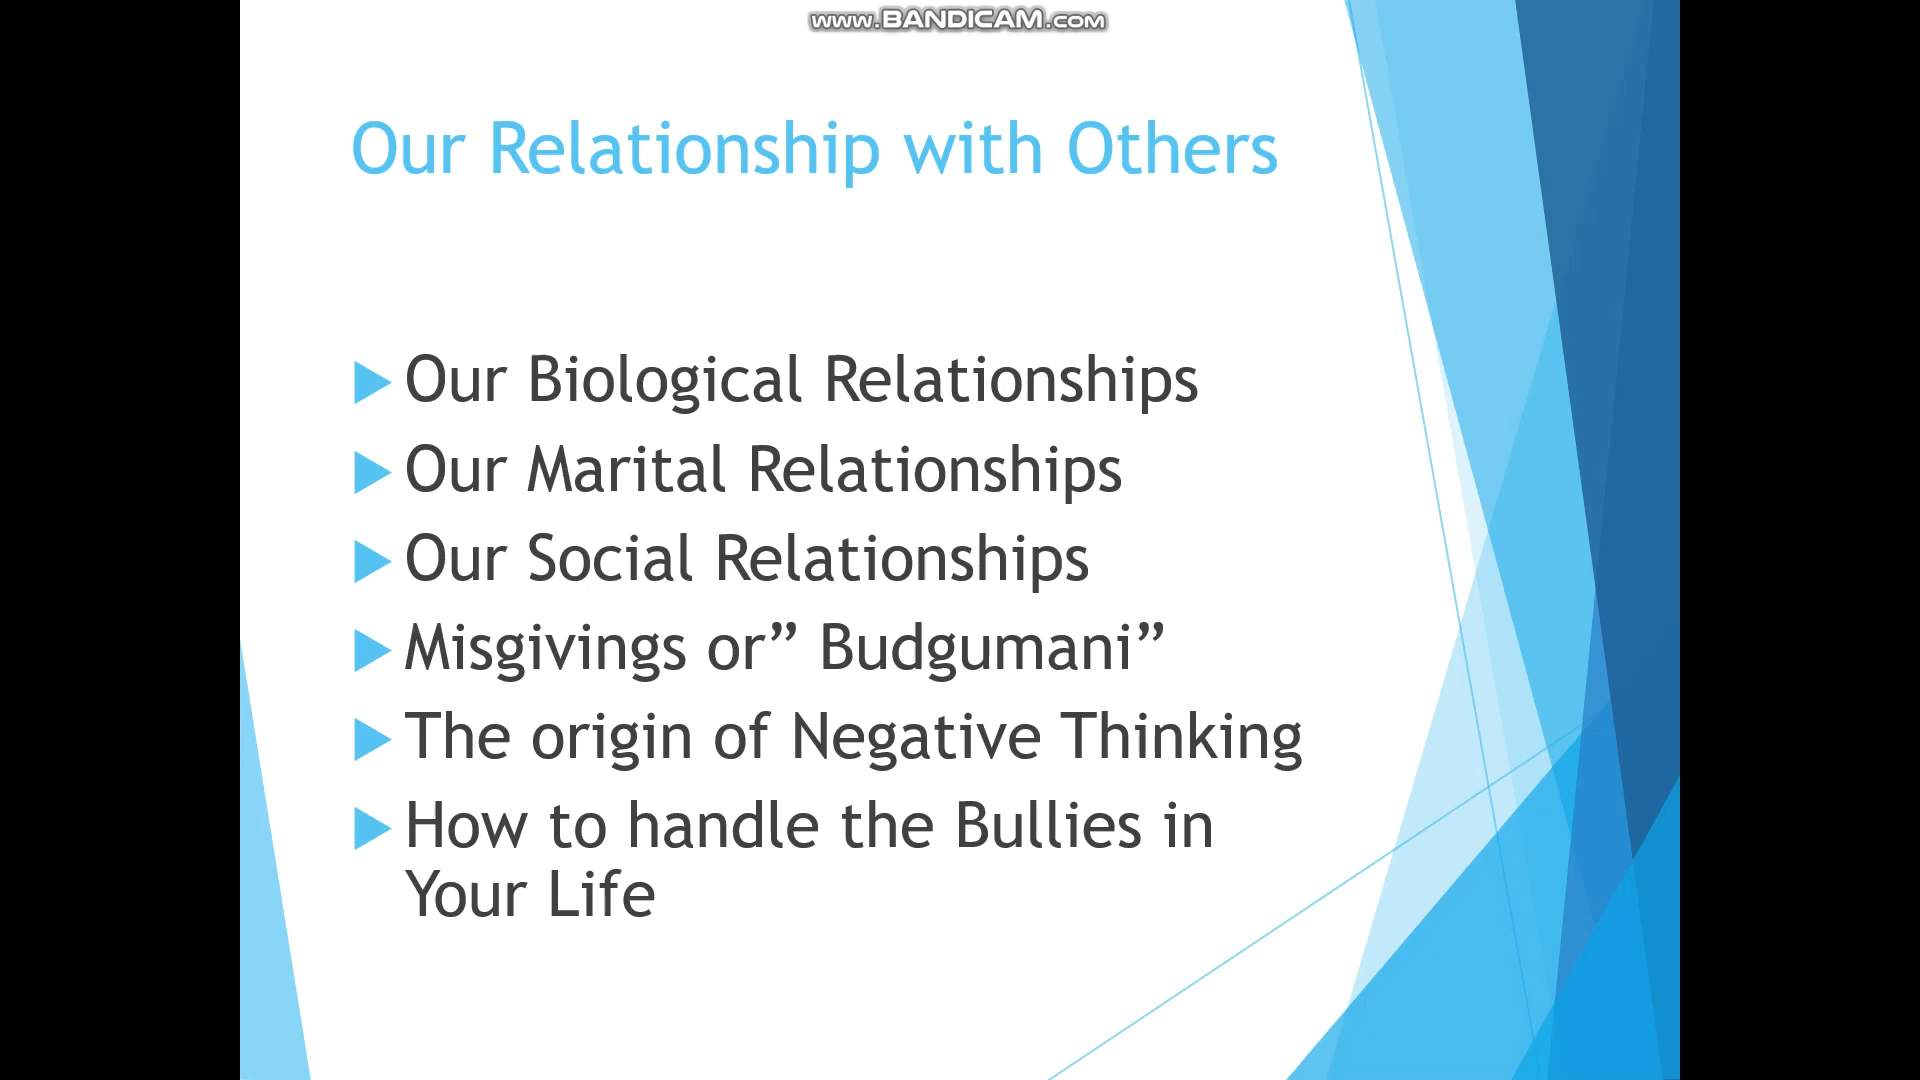 www.BANDICAM.com
Our Relationship with Others
Our Biological Relationships
Our Marital Relationships
Our Social Relationships
Misgivings or” Budgumani”
The origin of Negative Thinking
How to handle the Bullies in
Your Life